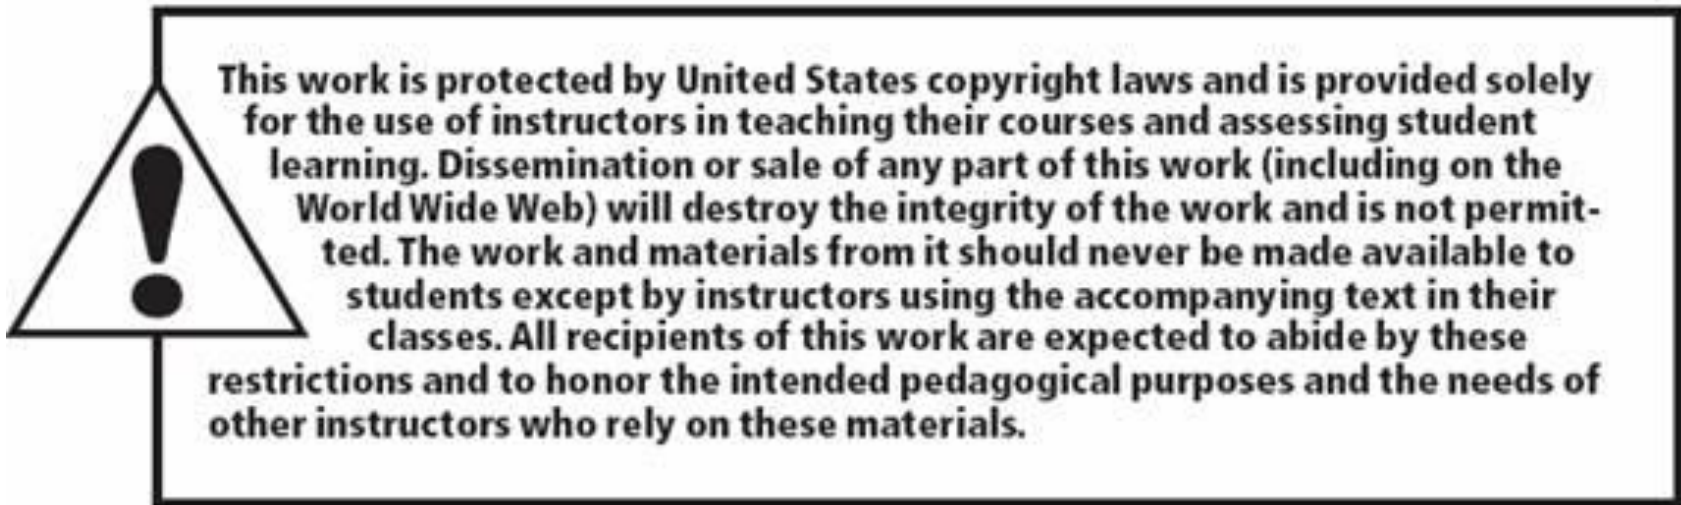 This work is protected by United States copyright laws and is provided solely
for the use of instructors in teaching their courses and assessing student
learning. Dissemination or sale of any part of this work (including on the
World Wide Web) will destroy the integrity of the work and is not permit-
ted. The work and materials from it should never be made available to
students except by instructors using the accompanying text in their
classes. All recipients of this work are expected to abide by these
restrictions and to honor the intended pedagogical purposes and the needs of
other instructors who rely on these materials.